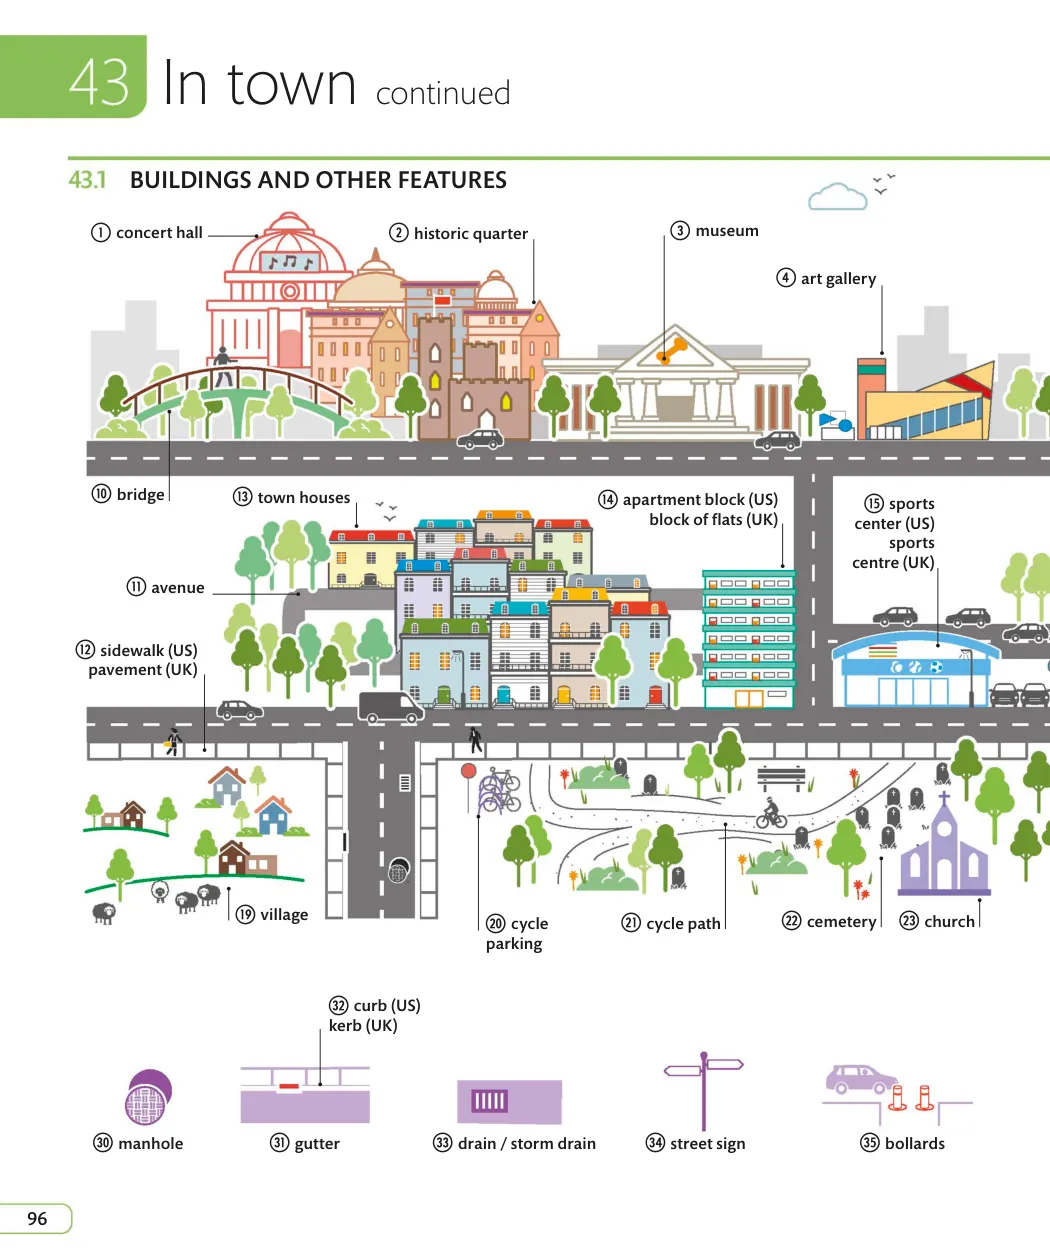 43 In town continued
43.1 BUILDINGS AND OTHER FEATURES
1 concert hall
2 historic quarter
3 museum
4 art gallery
10 bridge
13 town houses
14 apartment block (US)
block of flats (UK)
15 sports
center (US)
sports
centre (UK)
11 avenue
12 sidewalk (US)
pavement (UK)
19 village
20 cycle
parking
21 cycle path
22 cemetery
23 church
32 curb (US)
kerb (UK)
30 manhole
31 gutter
33 drain / storm drain
34 street sign
35 bollards
96